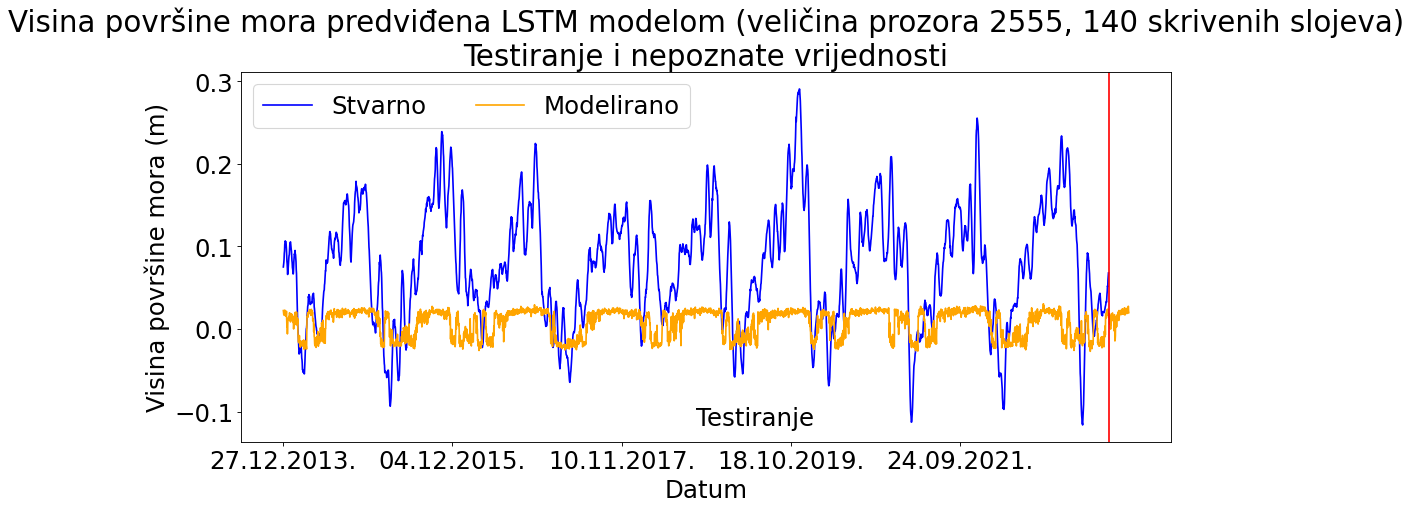 Visina površine mora predviđena LSTM modelom (veličina prozora 2555, 140 skrivenih slojeva)
Testiranje i nepoznate vrijednosti
Stvarno Modelirano
Visina površine mora (m)
0.3
0.2
0.1
0.0
−0.1
Testiranje
27.12.2013. 04.12.2015. 10.11.2017. 18.10.2019. 24.09.2021.
Datum